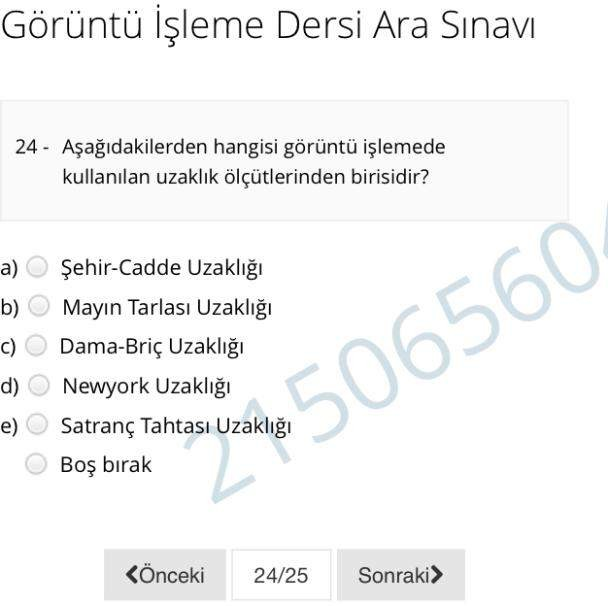 Görüntü İşleme Dersi Ara Sınavı
24 - Aşağıdakilerden hangisi görüntü işlemede
kullanılan uzaklık ölçütlerinden birisidir?
a) Şehir-Cadde Uzaklığı
b) Mayın Tarlası Uzaklığı
c) Dama-Briç Uzaklığı
d) Newyork Uzaklığı
e) Satranç Tahtası Uzaklığı
Boş bırak
21506560
❮Önceki 24/25 Sonraki❯